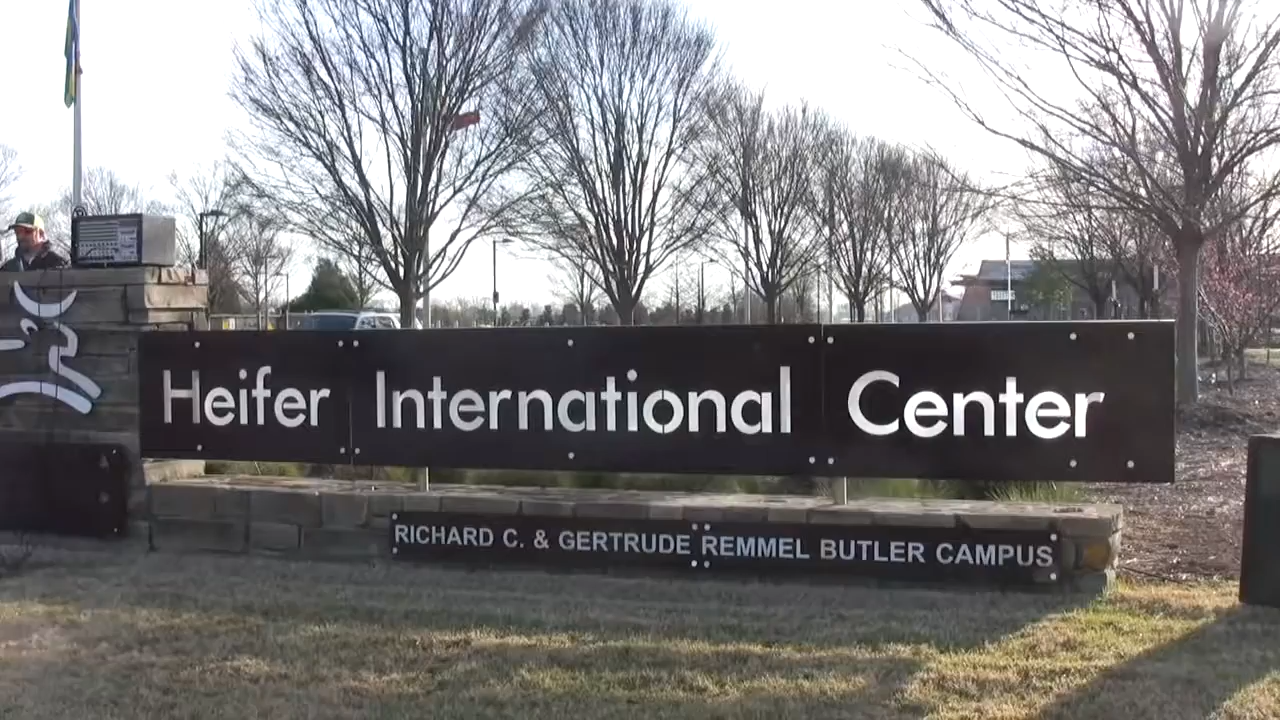 Heifer International Center
RICHARD C. & GERTRUDE REMMEL BUTLER CAMPUS